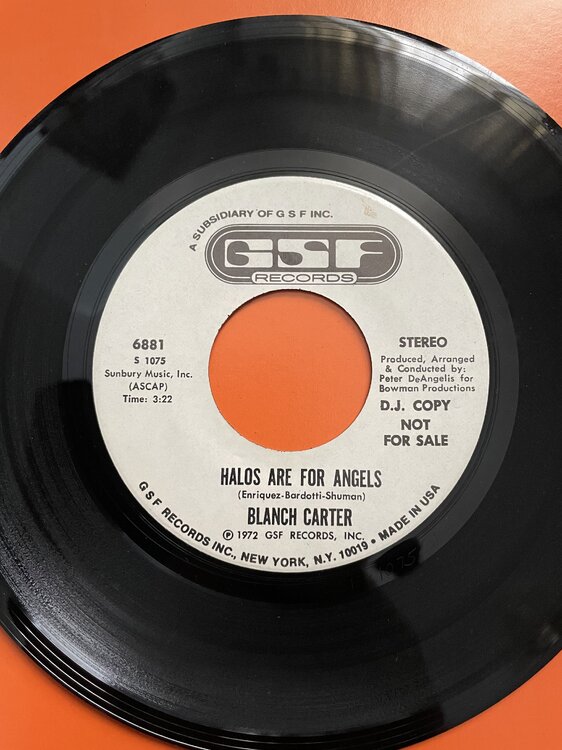 A SUBSIDIARY OF G S F INC.
GSF
RECORDS
6881
S 1075
Sunbury Music, Inc.
(ASCAP)
Time: 3:22
STEREO
Produced, Arranged
& Conducted by:
Peter DeAngelis for
Bowman Productions
D.J. COPY
NOT
FOR SALE
HALOS ARE FOR ANGELS
(Enriquez-Bardotti-Shuman)
BLANCH CARTER
℗ 1972 GSF RECORDS, INC.
GSF RECORDS INC., NEW YORK, N.Y. 10019 • MADE IN USA